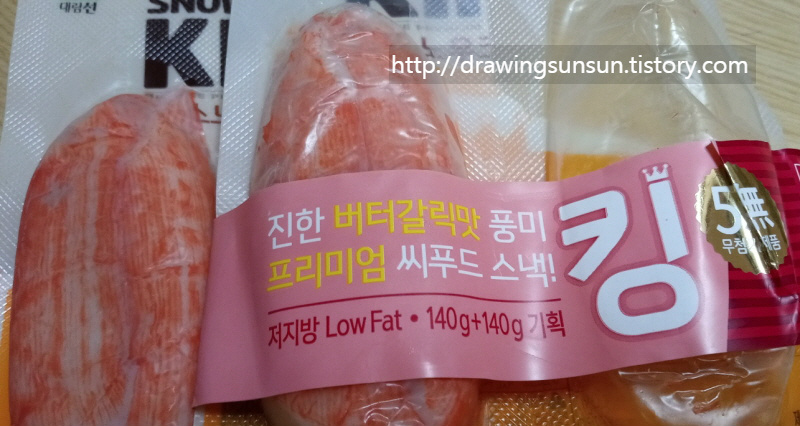 대림선
SNOW
http://drawingsunsun.tistory.com
진한 버터갈릭맛 풍미
프리미엄 씨푸드 스낵!
저지방 Low Fat • 140g+140g 기획
킹
5無